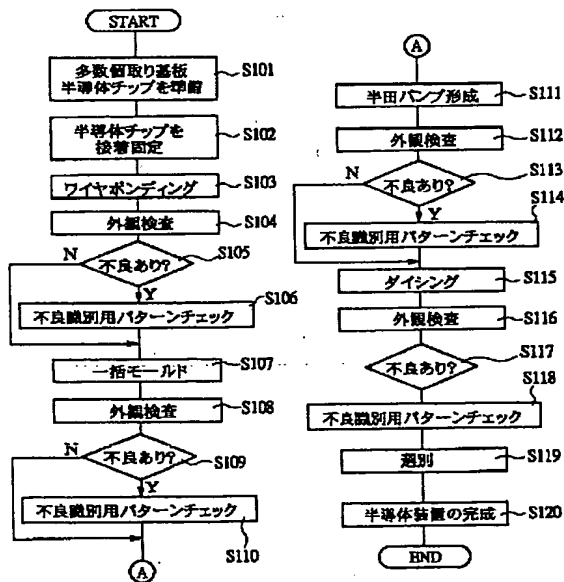 START
多数個取り基板
半導体チップを準備
S101
半導体チップを
接着固定
S102
ワイヤボンディング
S103
外観検査
S104
不良あり?
S105
N
Y
不良識別用パターンチェック
S106
一括モールド
S107
外観検査
S108
不良あり?
S109
N
Y
不良識別用パターンチェック
S110
A
A
半田バンプ形成
S111
外観検査
S112
不良あり?
S113
N
Y
不良識別用パターンチェック
S114
ダイシング
S115
外観検査
S116
不良あり?
S117
不良識別用パターンチェック
S118
選別
S119
半導体装置の完成
S120
END